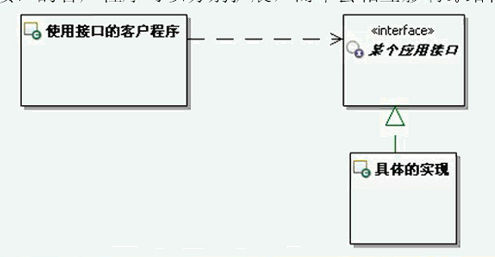 使用接口的客户程序
«interface»
某个应用接口
具体的实现